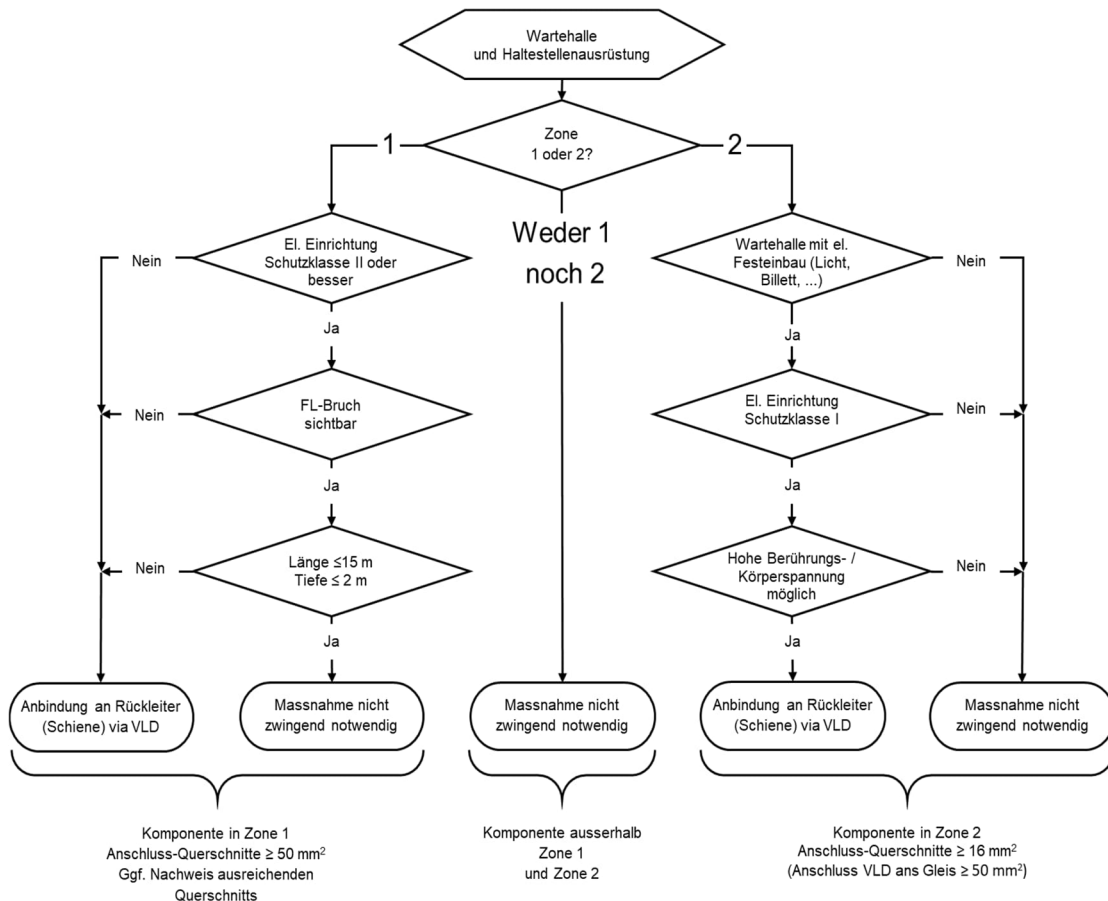 Wartehalle
und Haltestellenausrüstung
Zone
1 oder 2?
1
2
Weder 1
noch 2
El. Einrichtung
Schutzklasse II oder
besser
Nein
Ja
FL-Bruch
sichtbar
Nein
Ja
Länge ≤15 m
Tiefe ≤ 2 m
Nein
Ja
Wartehalle mit el.
Festeinbau (Licht,
Billett, ...)
Nein
Ja
El. Einrichtung
Schutzklasse I
Nein
Ja
Hohe Berührungs- /
Körperspannung
möglich
Nein
Ja
Anbindung an Rückleiter
(Schiene) via VLD
Massnahme nicht
zwingend notwendig
Massnahme nicht
zwingend notwendig
Anbindung an Rückleiter
(Schiene) via VLD
Massnahme nicht
zwingend notwendig
Komponente in Zone 1
Anschluss-Querschnitte ≥ 50 mm²
Ggf. Nachweis ausreichenden
Querschnitts
Komponente ausserhalb
Zone 1
und Zone 2
Komponente in Zone 2
Anschluss-Querschnitte ≥ 16 mm²
(Anschluss VLD ans Gleis ≥ 50 mm²)